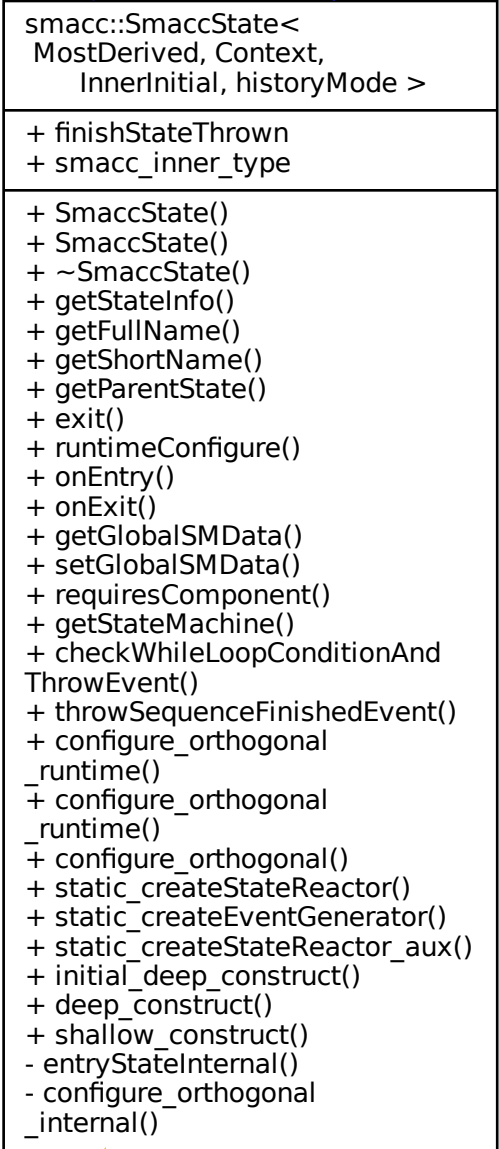 smacc::SmaccState<
MostDerived, Context,
InnerInitial, historyMode >
+ finishStateThrown
+ smacc_inner_type
+ SmaccState()
+ SmaccState()
+ ~SmaccState()
+ getStateInfo()
+ getFullName()
+ getShortName()
+ getParentState()
+ exit()
+ runtimeConfigure()
+ onEntry()
+ onExit()
+ getGlobalSMData()
+ setGlobalSMData()
+ requiresComponent()
+ getStateMachine()
+ checkWhileLoopConditionAnd
ThrowEvent()
+ throwSequenceFinishedEvent()
+ configure_orthogonal
_runtime()
+ configure_orthogonal
_runtime()
+ configure_orthogonal()
+ static_createStateReactor()
+ static_createEventGenerator()
+ static_createStateReactor_aux()
+ initial_deep_construct()
+ deep_construct()
+ shallow_construct()
- entryStateInternal()
- configure_orthogonal
_internal()